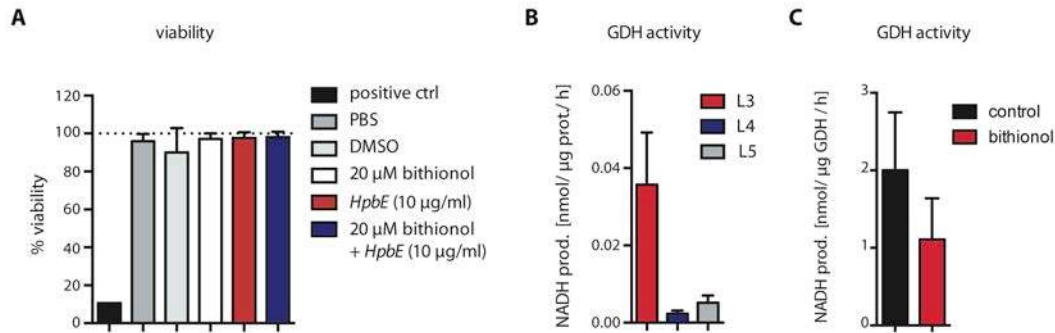 A
viability
% viability
120
100
80
60
40
20
0
positive ctrl
PBS
DMSO
20 µM bithionol
HpbE (10 µg/ml)
20 µM bithionol
+ HpbE (10 µg/ml)
B
GDH activity
NADH prod. [nmol/ µg prot./ h]
0.06
0.04
0.02
0.00
L3
L4
L5
C
GDH activity
NADH prod. [nmol/ µg GDH / h]
3
2
1
0
control
bithionol